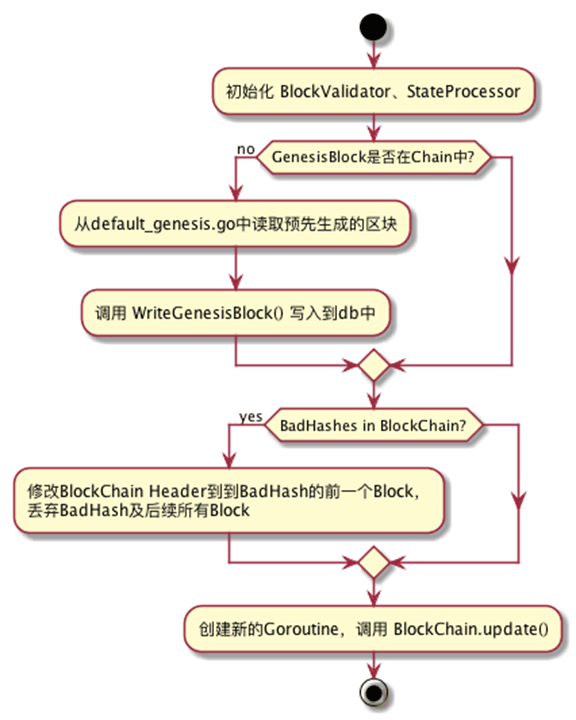 初始化 BlockValidator、StateProcessor
GenesisBlock是否在Chain中?
no
从default_genesis.go中读取预先生成的区块
调用 WriteGenesisBlock() 写入到db中
BadHashes in BlockChain?
yes
修改BlockChain Header到到BadHash的前一个Block，
丢弃BadHash及后续所有Block
创建新的Goroutine，调用 BlockChain.update()